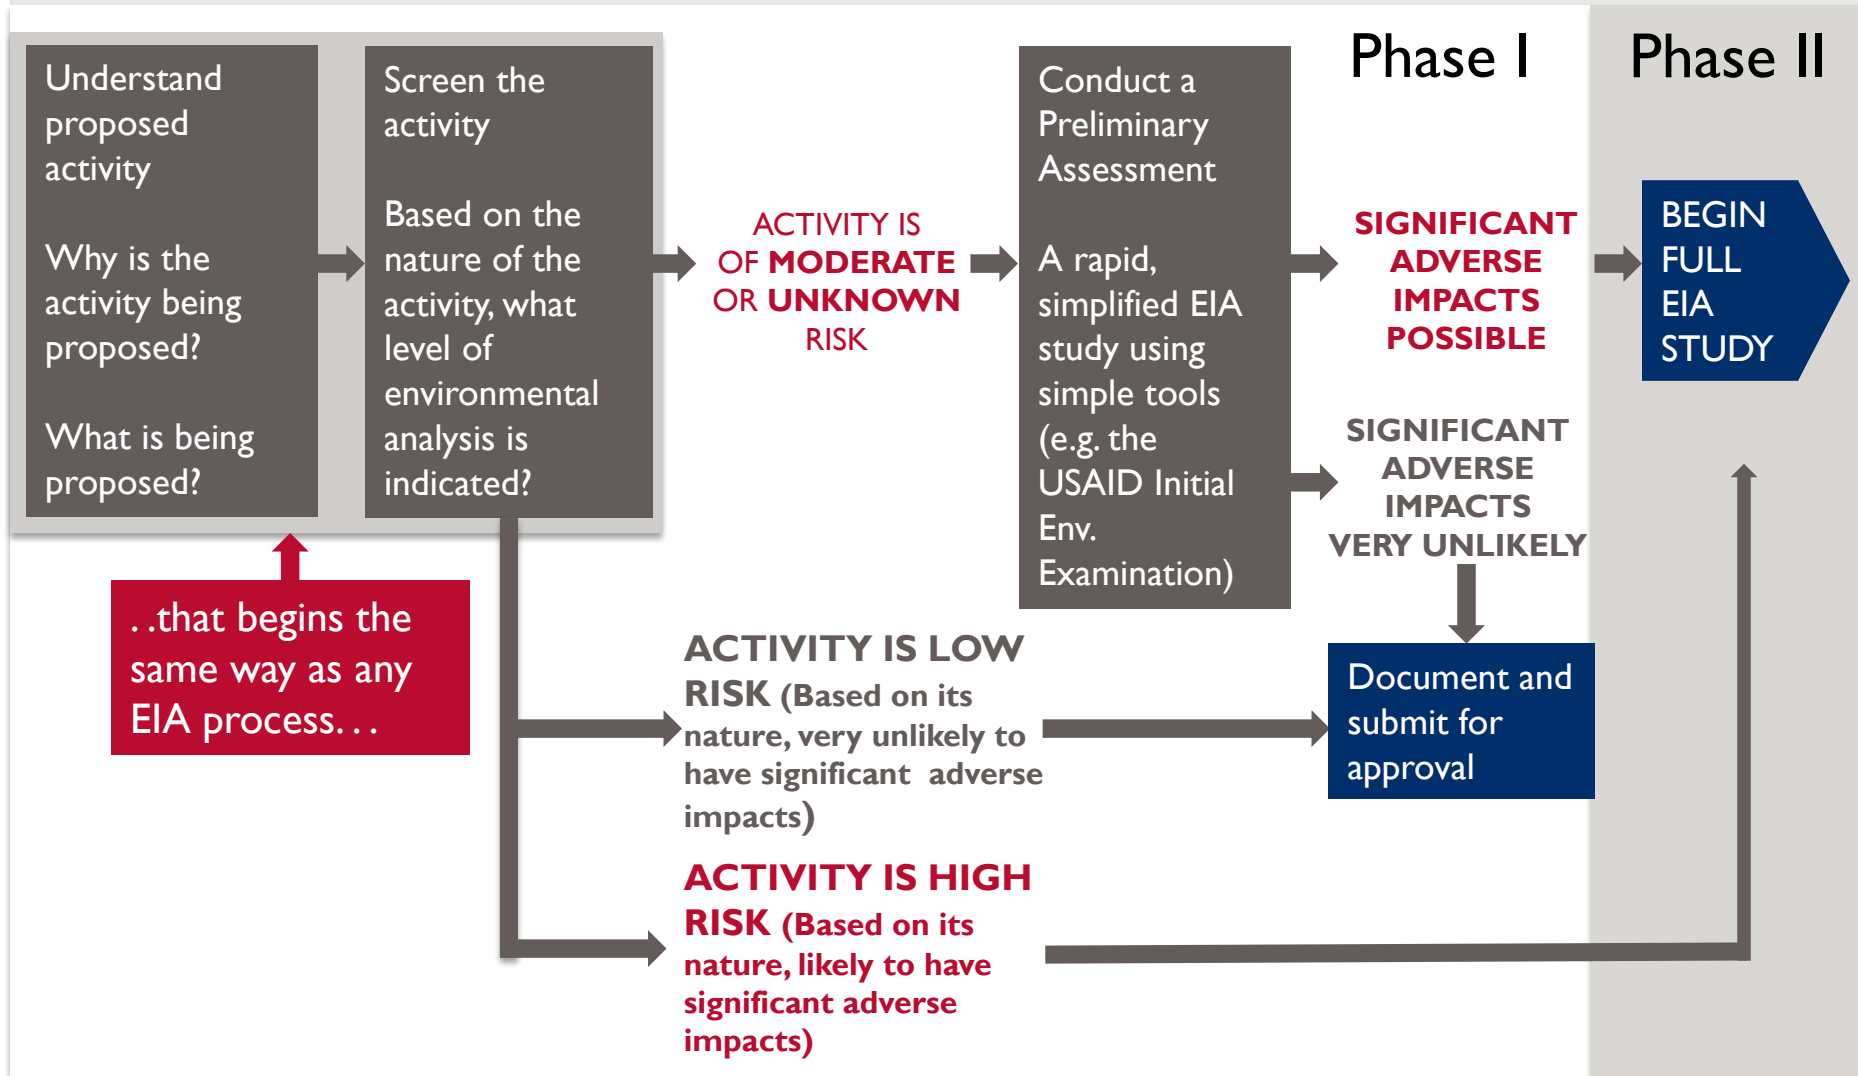 Understand
proposed
activity
Why is the
activity being
proposed?
What is being
proposed?
Screen the
activity
Based on the
nature of the
activity, what
level of
environmental
analysis is
indicated?
. .that begins the
same way as any
EIA process. . .
ACTIVITY IS
OF MODERATE
OR UNKNOWN
RISK
Conduct a
Preliminary
Assessment
A rapid,
simplified EIA
study using
simple tools
(e.g. the
USAID Initial
Env.
Examination)
Phase I
SIGNIFICANT
ADVERSE
IMPACTS
POSSIBLE
SIGNIFICANT
ADVERSE
IMPACTS
VERY UNLIKELY
Phase II
BEGIN
FULL
EIA
STUDY
ACTIVITY IS LOW
RISK (Based on its
nature, very unlikely to
have significant  adverse
impacts)
Document and
submit for
approval
ACTIVITY IS HIGH
RISK (Based on its
nature, likely to have
significant adverse
impacts)